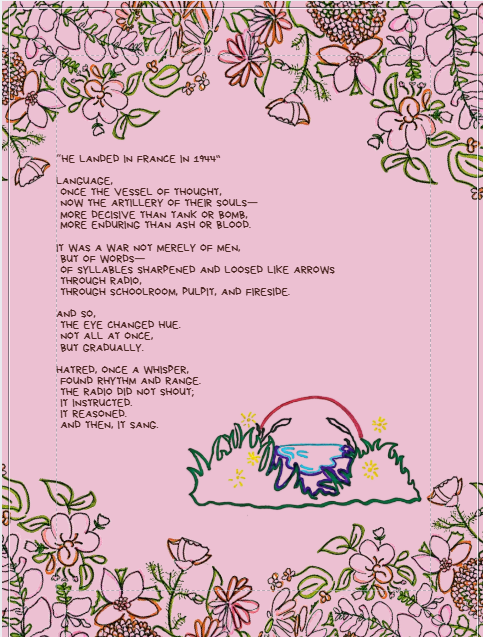 "HE LANDED IN FRANCE IN 1944"
LANGUAGE,
ONCE THE VESSEL OF THOUGHT,
NOW THE ARTILLERY OF THEIR SOULS—
MORE DECISIVE THAN TANK OR BOMB,
MORE ENDURING THAN ASH OR BLOOD.
IT WAS A WAR NOT MERELY OF MEN,
BUT OF WORDS—
OF SYLLABLES SHARPENED AND LOOSED LIKE ARROWS
THROUGH RADIO,
THROUGH SCHOOLROOM, PULPIT, AND FIRESIDE.
AND SO,
THE EYE CHANGED HUE.
NOT ALL AT ONCE,
BUT GRADUALLY.
HATRED, ONCE A WHISPER,
FOUND RHYTHM AND RANGE.
THE RADIO DID NOT SHOUT;
IT INSTRUCTED.
IT REASONED.
AND THEN, IT SANG.